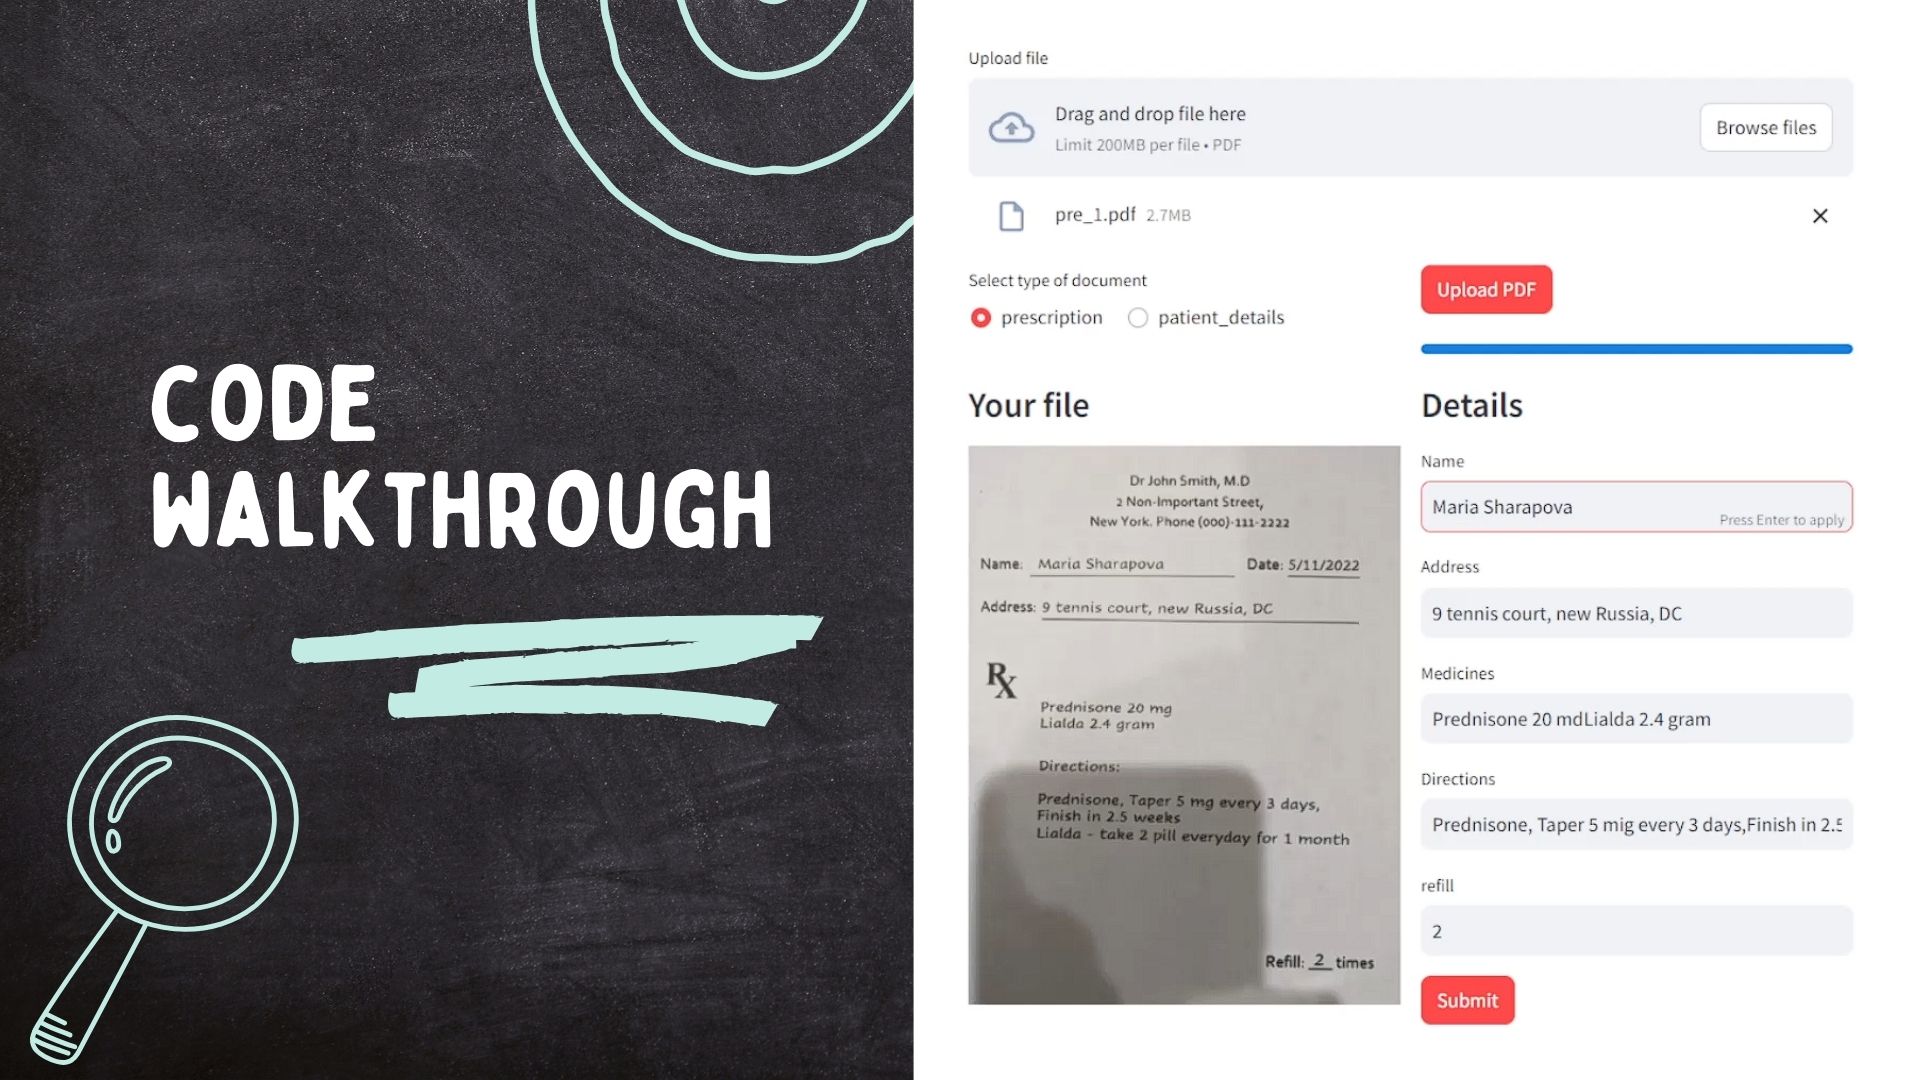 CODE
WALKTHROUGH
Upload file
Drag and drop file here
Limit 200MB per file • PDF
Browse files
pre_1.pdf 2.7MB
Select type of document
prescription
patient_details
Upload PDF
Your file
Dr John Smith, M.D
2 Non-Important Street,
New York. Phone (000)-111-2222
Name. Maria Sharapova Date: 5/11/2022
Address: 9 tennis court, new Russia, DC
Rx
Prednisone 20 mg
Lialda 2.4 gram
Directions:
Prednisone, Taper 5 mg every 3 days,
Finish in 2.5 weeks
Lialda - take 2 pill everyday for 1 month
Refill: 2 times
Details
Name
Maria Sharapova
Press Enter to apply
Address
9 tennis court, new Russia, DC
Medicines
Prednisone 20 mdLialda 2.4 gram
Directions
Prednisone, Taper 5 mig every 3 days,Finish in 2.5
refill
2
Submit